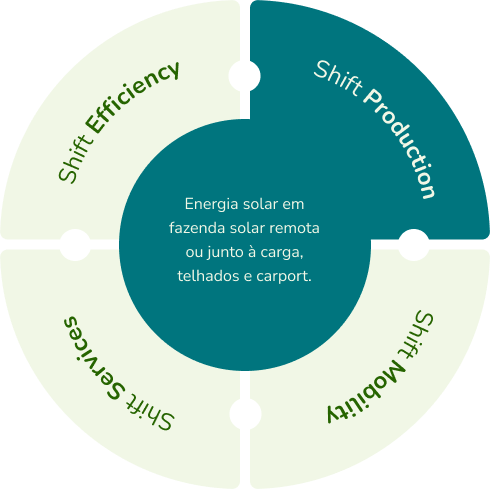 Shift Efficiency
Shift Production
Energia solar em
fazenda solar remota
ou junto à carga,
telhados e carport.
Shift Services
Shift Mobility